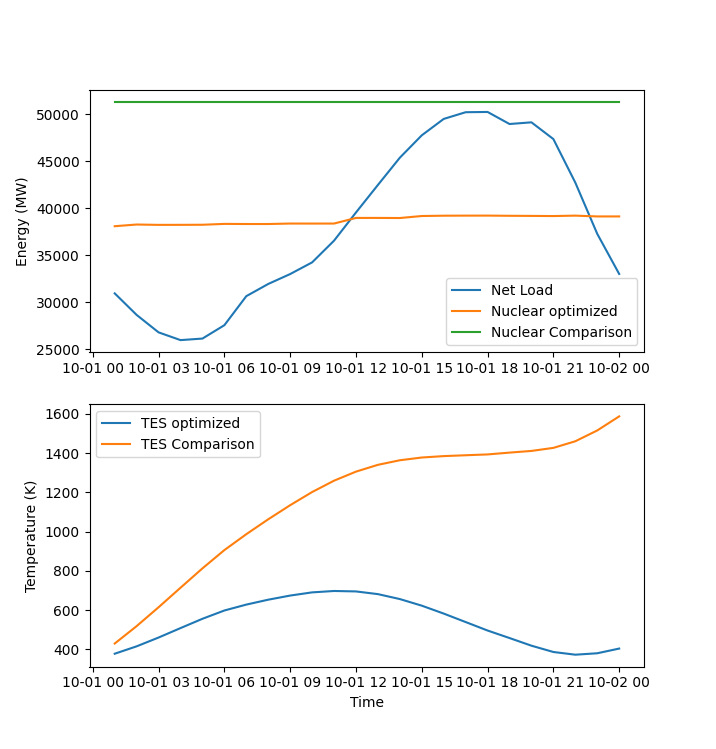 50000
45000
40000
35000
30000
25000
Energy (MW)
Net Load
Nuclear optimized
Nuclear Comparison
10-01 00 10-01 03 10-01 06 10-01 09 10-01 12 10-01 15 10-01 18 10-01 21 10-02 00
1600
1400
1200
1000
800
600
400
Temperature (K)
TES optimized
TES Comparison
10-01 00 10-01 03 10-01 06 10-01 09 10-01 12 10-01 15 10-01 18 10-01 21 10-02 00
Time